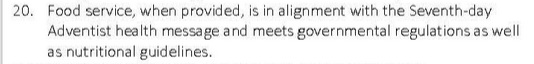 20. Food service, when provided, is in alignment with the Seventh-day
Adventist health message and meets governmental regulations as well
as nutritional guidelines.